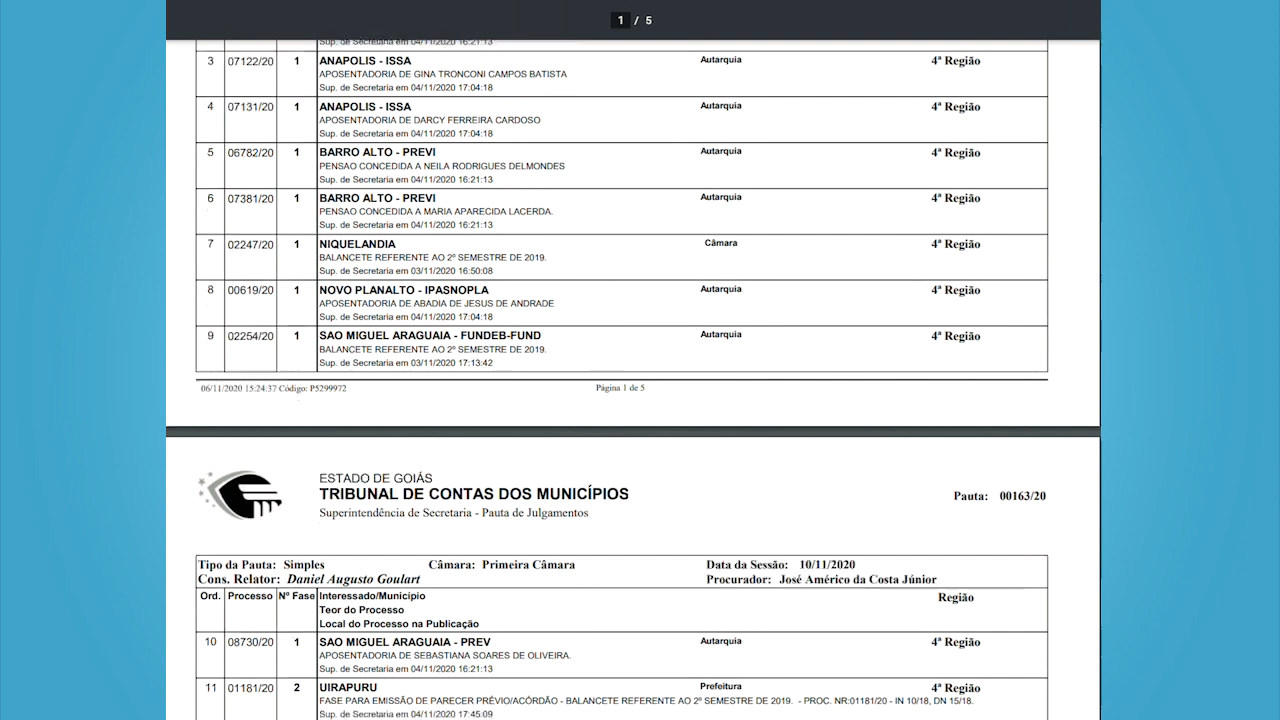 1 / 5
Sup. de Secretaria em 04/11/2020 16:21:13
3 07122/20 1 ANAPOLIS - ISSA Autarquia 4ª Região
APOSENTADORIA DE GINA TRONCONI CAMPOS BATISTA
Sup. de Secretaria em 04/11/2020 17:04:18
4 07131/20 1 ANAPOLIS - ISSA Autarquia 4ª Região
APOSENTADORIA DE DARCY FERREIRA CARDOSO
Sup. de Secretaria em 04/11/2020 17:04:18
5 06782/20 1 BARRO ALTO - PREVI Autarquia 4ª Região
PENSAO CONCEDIDA A NEILA RODRIGUES DELMONDES
Sup. de Secretaria em 04/11/2020 16:21:13
6 07381/20 1 BARRO ALTO - PREVI Autarquia 4ª Região
PENSAO CONCEDIDA A MARIA APARECIDA LACERDA.
Sup. de Secretaria em 04/11/2020 16:21:13
7 02247/20 1 NIQUELANDIA Câmara 4ª Região
BALANCETE REFERENTE AO 2º SEMESTRE DE 2019.
Sup. de Secretaria em 03/11/2020 16:50:08
8 00619/20 1 NOVO PLANALTO - IPASNOPLA Autarquia 4ª Região
APOSENTADORIA DE ABADIA DE JESUS DE ANDRADE
Sup. de Secretaria em 04/11/2020 17:04:18
9 02254/20 1 SAO MIGUEL ARAGUAIA - FUNDEB-FUND Autarquia 4ª Região
BALANCETE REFERENTE AO 2º SEMESTRE DE 2019.
Sup. de Secretaria em 03/11/2020 17:13:42
06/11/2020 15:24:37 Código: P5299972 Página 1 de 5
ESTADO DE GOIÁS
TRIBUNAL DE CONTAS DOS MUNICÍPIOS
Pauta: 00163/20
Superintendência de Secretaria - Pauta de Julgamentos
Tipo da Pauta: Simples Câmara: Primeira Câmara Data da Sessão: 10/11/2020
Cons. Relator: Daniel Augusto Goulart Procurador: José Américo da Costa Júnior
Ord. Processo Nº Fase Interessado/Município Região
Teor do Processo
Local do Processo na Publicação
10 08730/20 1 SAO MIGUEL ARAGUAIA - PREV Autarquia 4ª Região
APOSENTADORIA DE SEBASTIANA SOARES DE OLIVEIRA.
Sup. de Secretaria em 04/11/2020 16:21:13
11 01181/20 2 UIRAPURU Prefeitura 4ª Região
FASE PARA EMISSÃO DE PARECER PRÉVIO/ACÓRDÃO - BALANCETE REFERENTE AO 2º SEMESTRE DE 2019. - PROC. NR:01181/20 - IN 10/18, DN 15/18.
Sup. de Secretaria em 04/11/2020 17:45:09